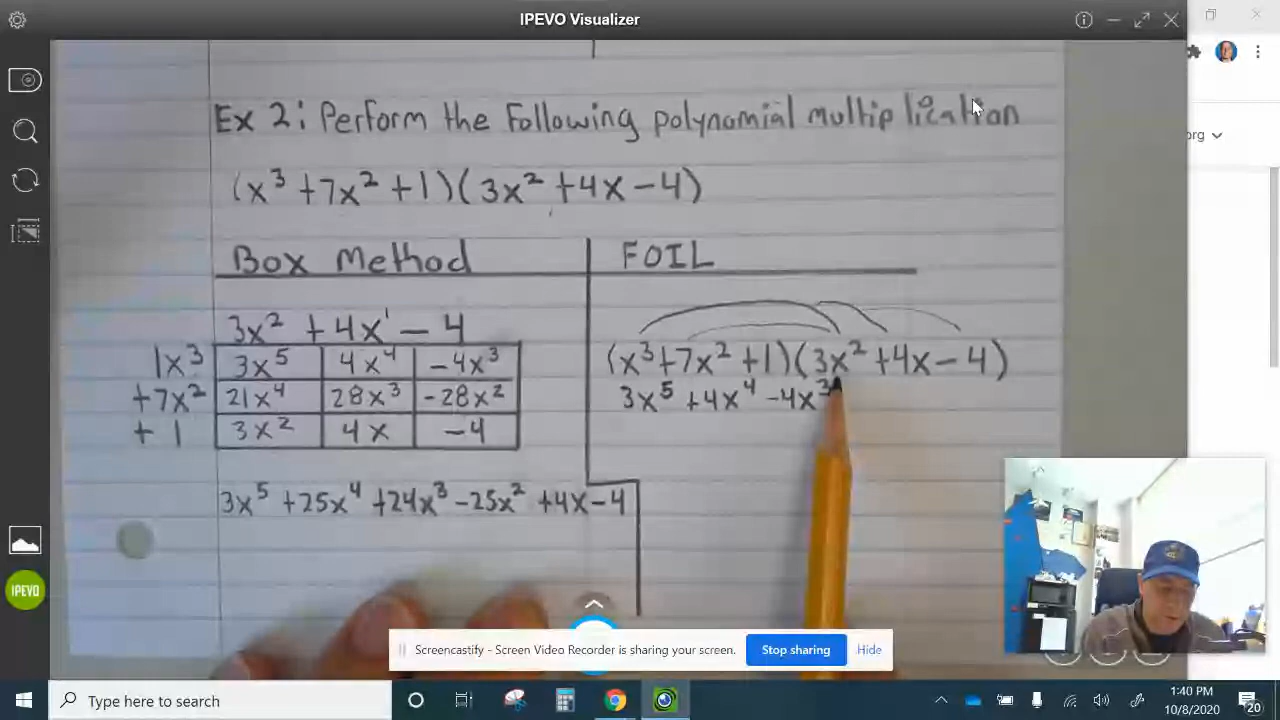 IPEVO Visualizer
Ex 2: Perform the Following polynomial multiplication
(x³ +7x² +1)(3x² +4x -4)
Box Method
FOIL
3x² +4x¹ - 4
1x³ 3x⁵ 4x⁴ -4x³
+7x² 21x⁴ 28x³ -28x²
+ 1 3x² 4x -4
3x⁵ +25x⁴ +24x³ -25x² +4x-4
(x³+7x² +1)(3x² +4x-4)
3x⁵ +4x⁴ -4x³
org
IPEVO
Screencastify - Screen Video Recorder is sharing your screen.
Stop sharing
Hide
Type here to search
1:40 PM
10/8/2020
20